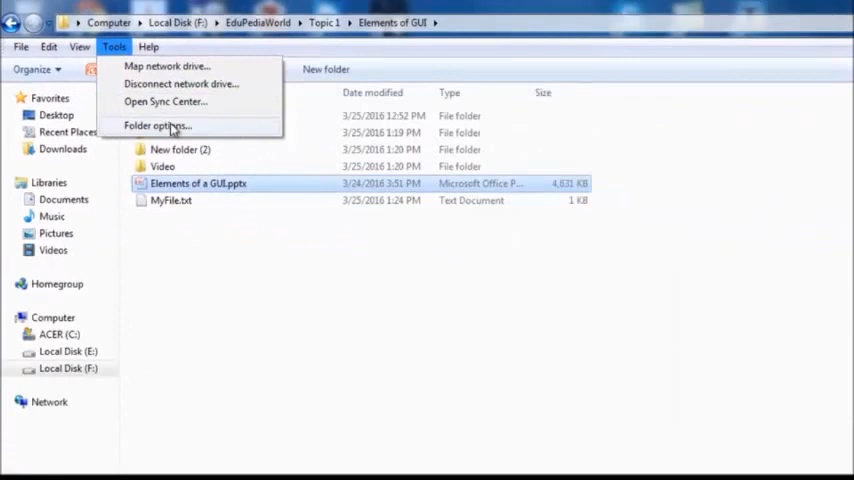 Computer ▸ Local Disk (F:) ▸ EduPediaWorld ▸ Topic 1 ▸ Elements of GUI ▸
File Edit View Tools Help
Organize New folder
Map network drive...
Disconnect network drive...
Open Sync Center...
Folder options...
Date modified Type Size
3/25/2016 12:52 PM File folder
3/25/2016 1:19 PM File folder
New folder (2) 3/25/2016 1:20 PM File folder
Video 3/25/2016 1:20 PM File folder
Elements of a GUI.pptx 3/24/2016 3:51 PM Microsoft Office P... 4,631 KB
MyFile.txt 3/25/2016 1:24 PM Text Document 1 KB
Favorites
Desktop
Recent Places
Downloads
Libraries
Documents
Music
Pictures
Videos
Homegroup
Computer
ACER (C:)
Local Disk (E:)
Local Disk (F:)
Network